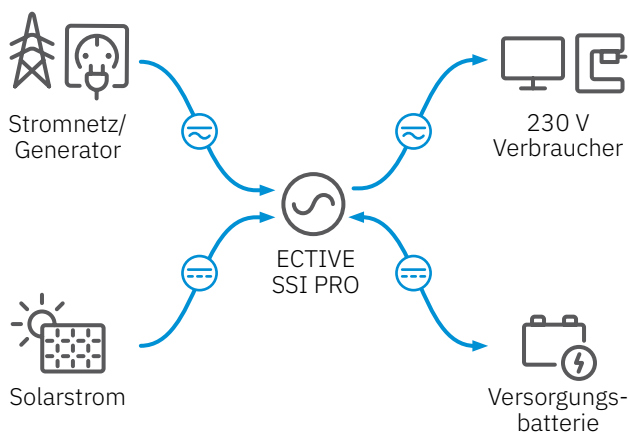 Stromnetz/
Generator
230 V
Verbraucher
ECTIVE
SSI PRO
Solarstrom
Versorgungs-
batterie